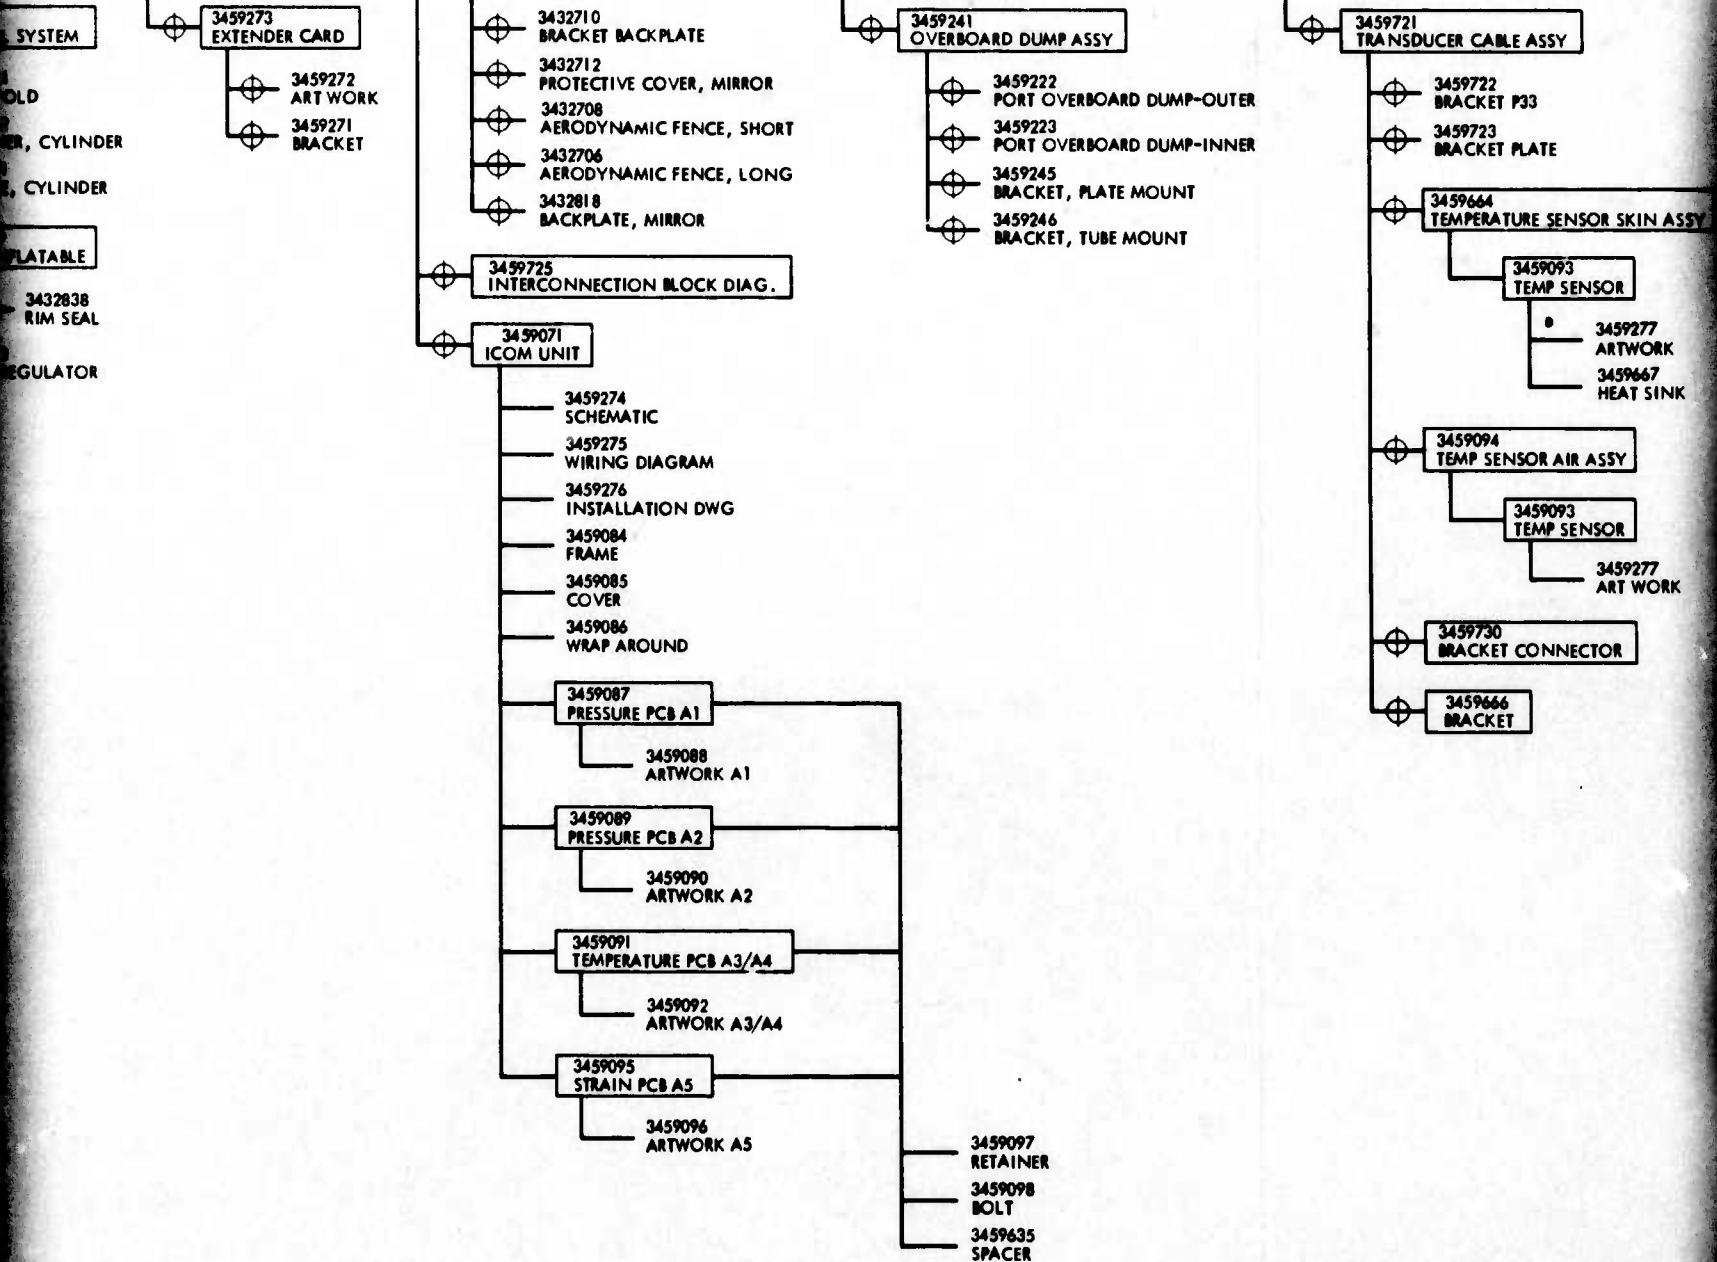 SYSTEM
, CYLINDER
, CYLINDER
3432838
RIM SEAL
3459273
EXTENDER CARD
3459272
ART WORK
3459271
BRACKET
3432710
BRACKET BACKPLATE
3432712
PROTECTIVE COVER, MIRROR
3432708
AERODYNAMIC FENCE, SHORT
3432706
AERODYNAMIC FENCE, LONG
3432818
BACKPLATE, MIRROR
3459725
INTERCONNECTION BLOCK DIAG.
3459071
ICOM UNIT
3459274
SCHEMATIC
3459275
WIRING DIAGRAM
3459276
INSTALLATION DWG
3459084
FRAME
3459085
COVER
3459086
WRAP AROUND
3459087
PRESSURE PCB A1
3459088
ARTWORK A1
3459089
PRESSURE PCB A2
3459090
ARTWORK A2
3459091
TEMPERATURE PCB A3/A4
3459092
ARTWORK A3/A4
3459095
STRAIN PCB A5
3459096
ARTWORK A5
3459097
RETAINER
3459098
BOLT
3459635
SPACER
3459241
OVERBOARD DUMP ASSY
3459222
PORT OVERBOARD DUMP-OUTER
3459223
PORT OVERBOARD DUMP-INNER
3459245
BRACKET, PLATE MOUNT
3459246
BRACKET, TUBE MOUNT
3459721
TRANSDUCER CABLE ASSY
3459722
BRACKET P33
3459723
BRACKET PLATE
3459664
TEMPERATURE SENSOR SKIN ASSY
3459093
TEMP SENSOR
3459277
ARTWORK
3459667
HEAT SINK
3459094
TEMP SENSOR AIR ASSY
3459093
TEMP SENSOR
3459277
ART WORK
3459730
BRACKET CONNECTOR
3459666
BRACKET